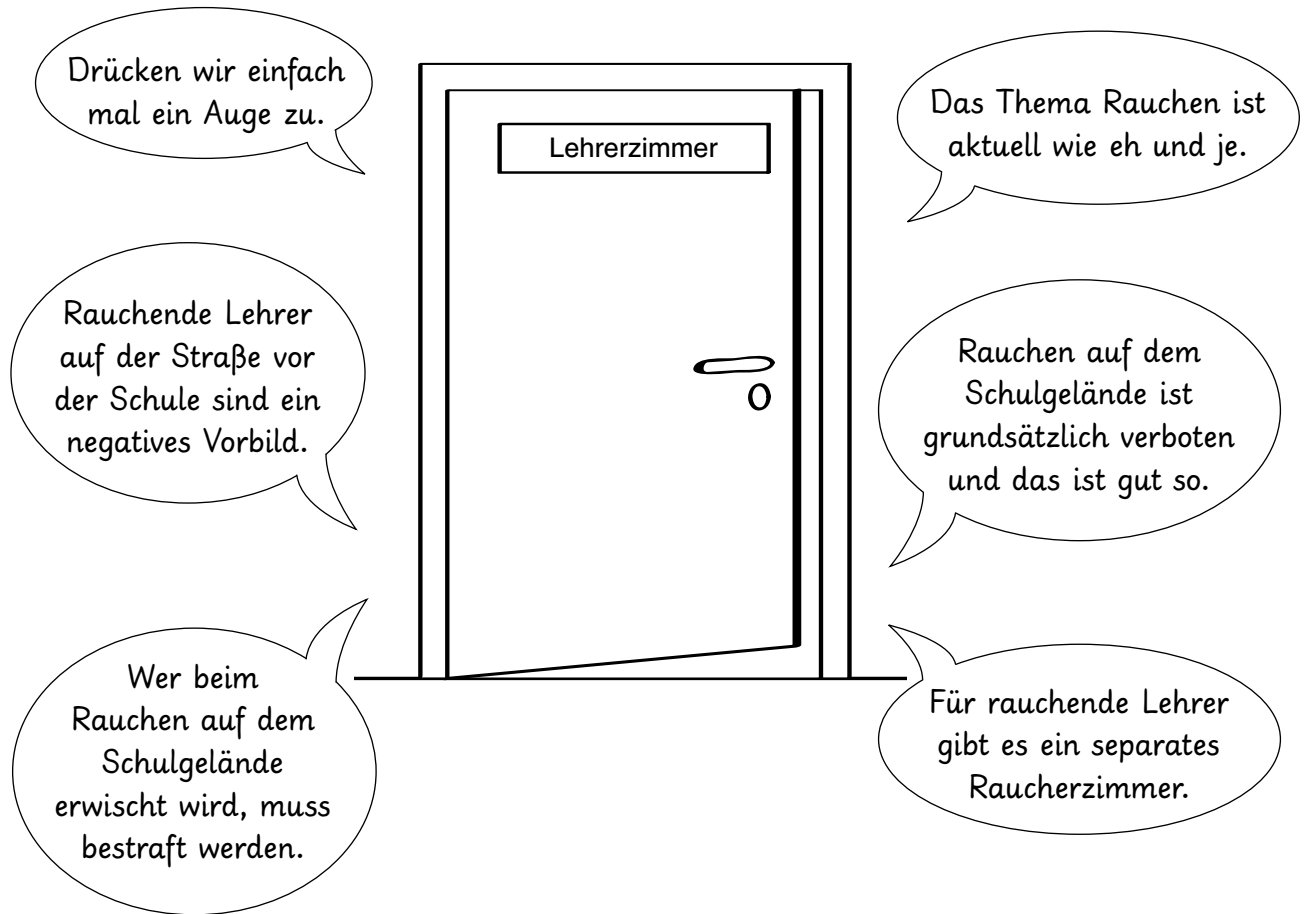 Drücken wir einfach
mal ein Auge zu.
Lehrerzimmer
Das Thema Rauchen ist
aktuell wie eh und je.
Rauchende Lehrer
auf der Straße vor
der Schule sind ein
negatives Vorbild.
Rauchen auf dem
Schulgelände ist
grundsätzlich verboten
und das ist gut so.
Wer beim
Rauchen auf dem
Schulgelände
erwischt wird, muss
bestraft werden.
Für rauchende Lehrer
gibt es ein separates
Raucherzimmer.